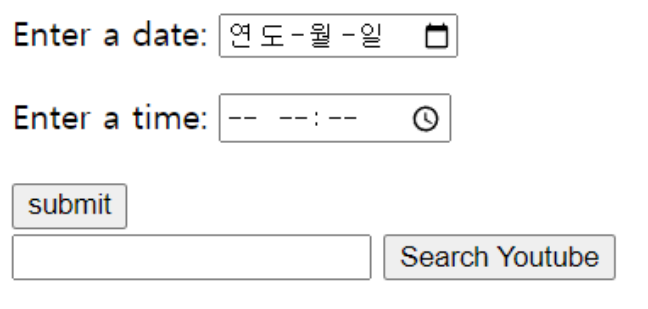 Enter a date: 연도-월-일
Enter a time: -- --:--
submit
Search Youtube